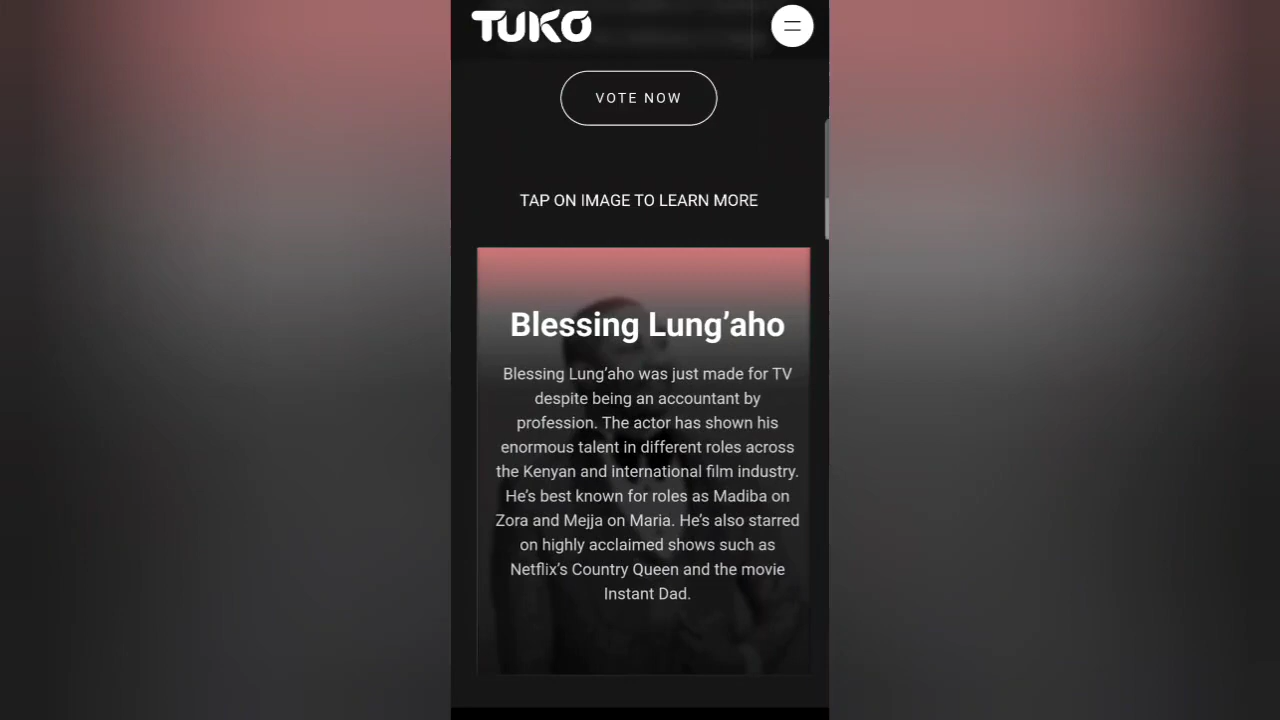 TUKO
VOTE NOW
TAP ON IMAGE TO LEARN MORE
Blessing Lung’aho
Blessing Lung’aho was just made for TV
despite being an accountant by
profession. The actor has shown his
enormous talent in different roles across
the Kenyan and international film industry.
He’s best known for roles as Madiba on
Zora and Mejja on Maria. He’s also starred
on highly acclaimed shows such as
Netflix’s Country Queen and the movie
Instant Dad.